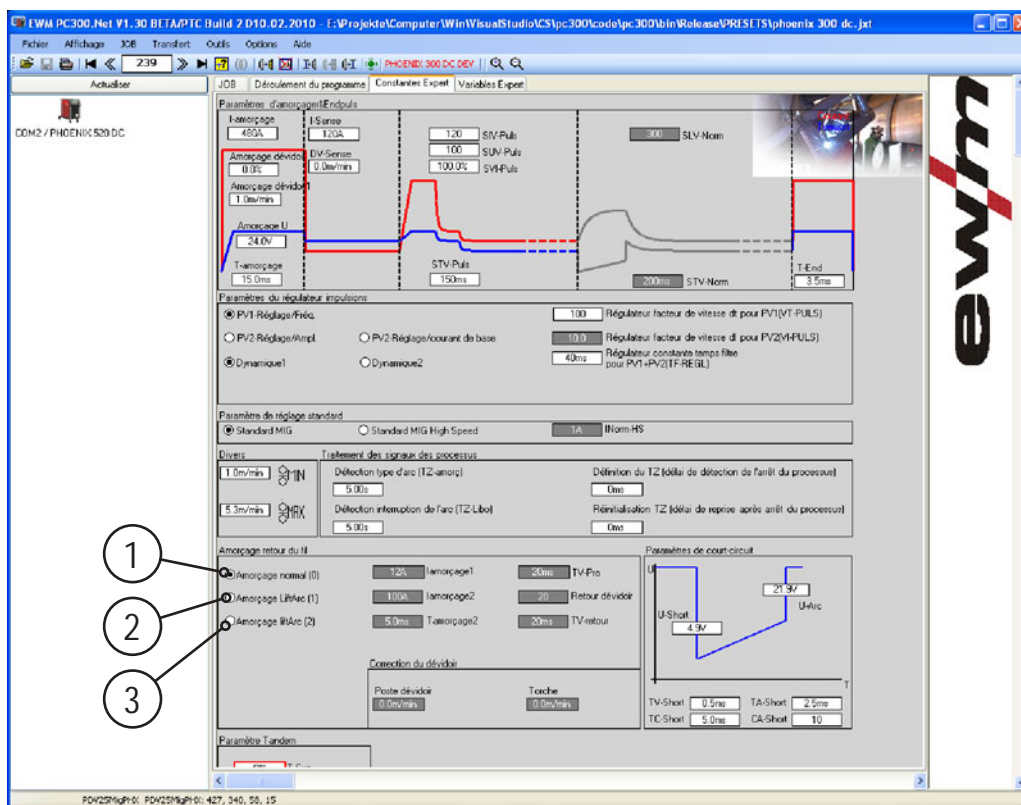 EWM PC300.Net V1.30 BETA/PTC Build 2 D10.02.2010 - E:\Projekte\Computer\Win\VisualStudio\CS\pc300\code\pc300\bin\Release\PRESETS\phoenix 300 dc.jxt
Fichier Affichage JOB Transfert Outils Options Aide
239 PHOENIX 300 DC DEV
Actualiser
JOB Déroulement du programme Constantes Expert Variables Expert
COM2 / PHOENIX 520 DC
ewm
Paramètres d'amorçage\Endpuls
I-amorçage
480A
I-Sense
120A
Amorçage dévidoi
0.0%
DV-Sense
0.0m/min
Amorçage dévidoi 1
1.0m/min
Amorçage U
24.0V
T-amorçage
15.0ms
120 SIV-Puls
100 SUV-Puls
100.0% SVI-Puls
STV-Puls
150ms
300 SLV-Norm
200ms STV-Norm
T-End
3.5ms
Paramètres du régulateur impulsions
PV1-Réglage/Fréq.
100 Régulateur facteur de vitesse dt pour PV1(VT-PULS)
PV2-Réglage/Ampl. PV2-Réglage/courant de base
10.0 Régulateur facteur de vitesse dI pour PV2(VI-PULS)
Dynamique1 Dynamique2
40ms Régulateur constante temps filtre
pour PV1+PV2(TF-REGL)
Paramètre de réglage standard
Standard MIG Standard MIG High Speed 1A INorm-HS
Divers
1.0m/min MIN
5.3m/min MAX
Traitement des signaux des processus
Détection type d'arc (TZ-amorç)
5.00s
Définition du TZ (délai de détection de l'arrêt du processus)
0ms
Détection interruption de l'arc (TZ-Libo)
5.00s
Réinitialisation TZ (délai de reprise après arrêt du processus)
0ms
Amorçage retour du fil
1 Amorçage normal (0) 12A Iamorçage1 20ms TV-Pro
2 Amorçage LiftArc (1) 100A Iamorçage2 20 Retour dévidoir
3 Amorçage liftArc (2) 5.0ms Tamorçage2 20ms TV-retour
Correction du dévidoir
Poste dévidoir Torche
0.0m/min 0.0m/min
Paramètres de court-circuit
U
21.9V
U-Arc
U-Short
4.9V
T
TV-Short 0.5ms TA-Short 2.5ms
TC-Short 5.0ms CA-Short 10
Paramètre Tandem
PDV25MigPHX PDV25MigPHX: 427, 340, 58, 15